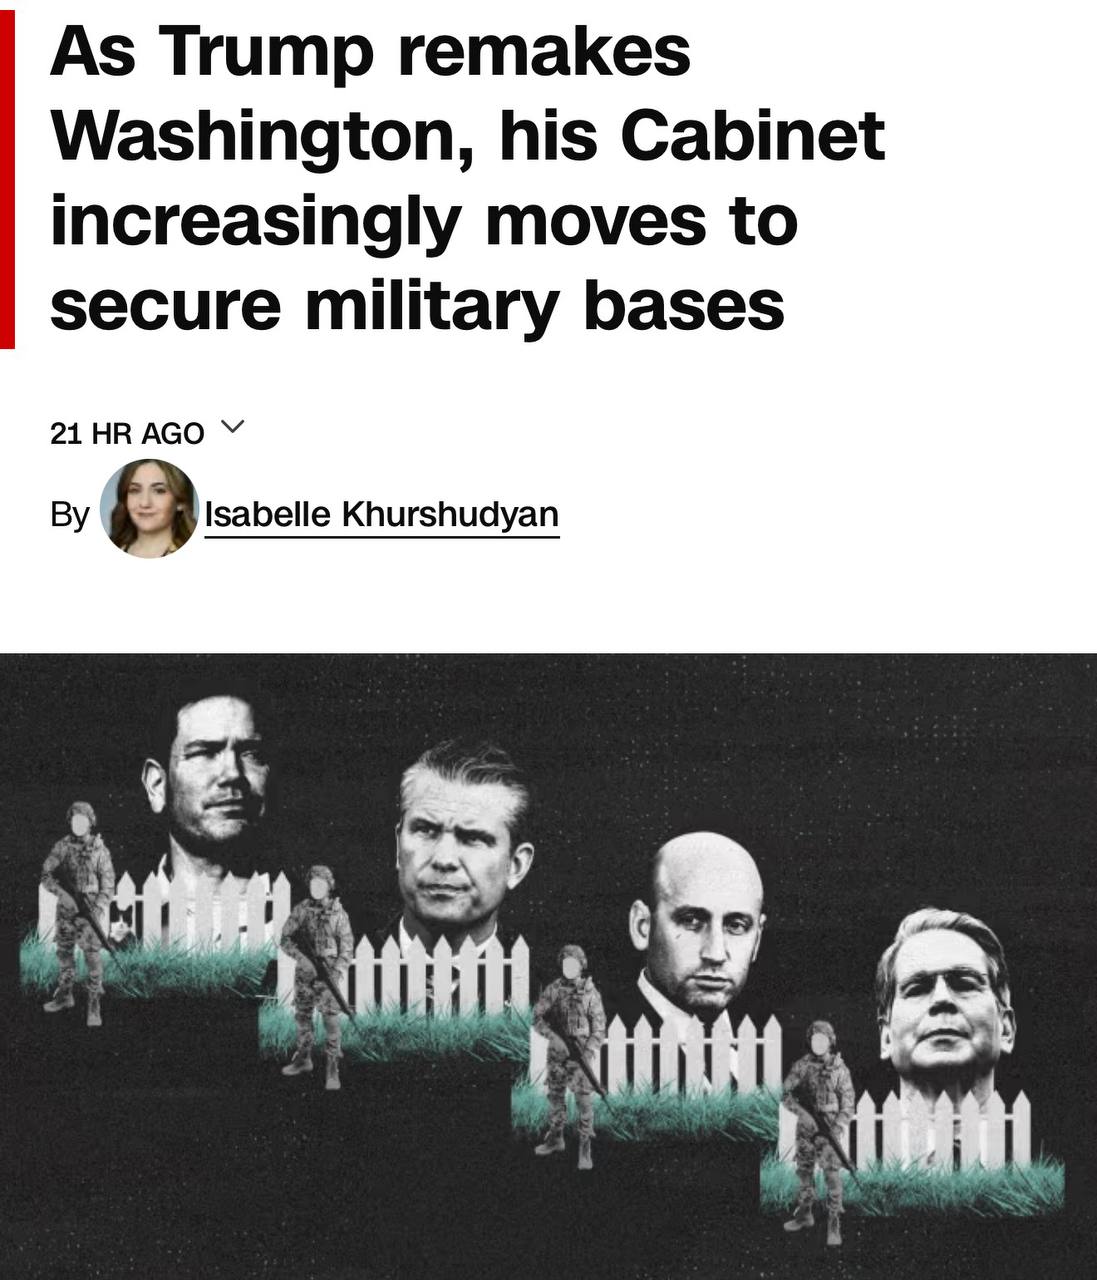 As Trump remakes
Washington, his Cabinet
increasingly moves to
secure military bases
21 HR AGO
By Isabelle Khurshudyan